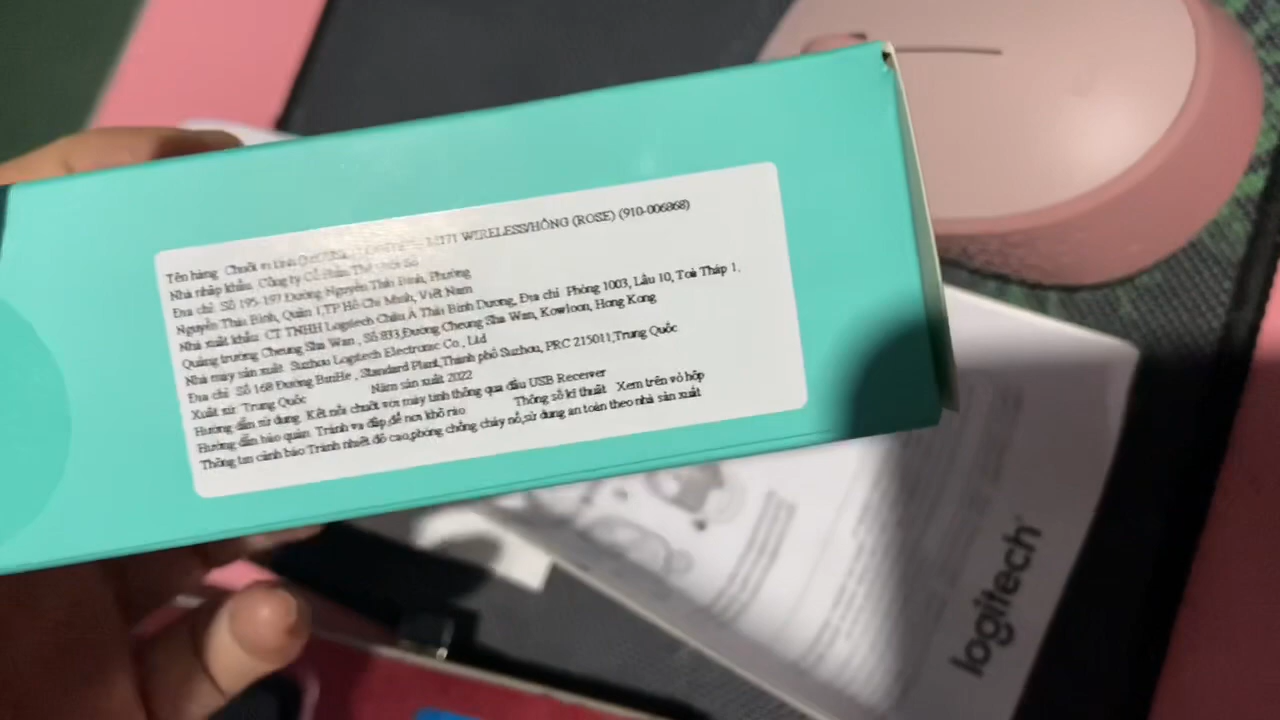 Tên hàng Chuột vi tính M171 WIRELESS/HỒNG (ROSE) (910-006868)
Nhà nhập khẩu: Công ty Cổ Phần Thế Giới Số
Địa chỉ: Số 195-197 Đường Nguyễn Thái Bình, Phường
Nguyễn Thái Bình, Quận 1,TP Hồ Chí Minh, Việt Nam
Nhà xuất khẩu: CT TNHH Logitech Châu Á Thái Bình Dương, Địa chỉ: Phòng 1003, Lầu 10, Toà Tháp 1,
Quảng trường Cheung Sha Wan , Số 833,Đường Cheung Sha Wan, Kowloon, Hong Kong
Nhà máy sản xuất: Suzhou Logitech Electronic Co., Ltd
Địa chỉ: Số 168 Đường BinHe , Standard Plant,Thành phố Suzhou, PRC 215011,Trung Quốc
Xuất xứ: Trung Quốc Năm sản xuất 2022
Hướng dẫn sử dụng: Kết nối chuột với máy tính thông qua đầu USB Receiver
Hướng dẫn bảo quản: Tránh va đập,để nơi khô ráo Thông số kĩ thuật: Xem trên vỏ hộp
Thông tin cảnh báo:Tránh nhiệt độ cao,phòng chống cháy nổ,sử dụng an toàn theo nhà sản xuất
logitech